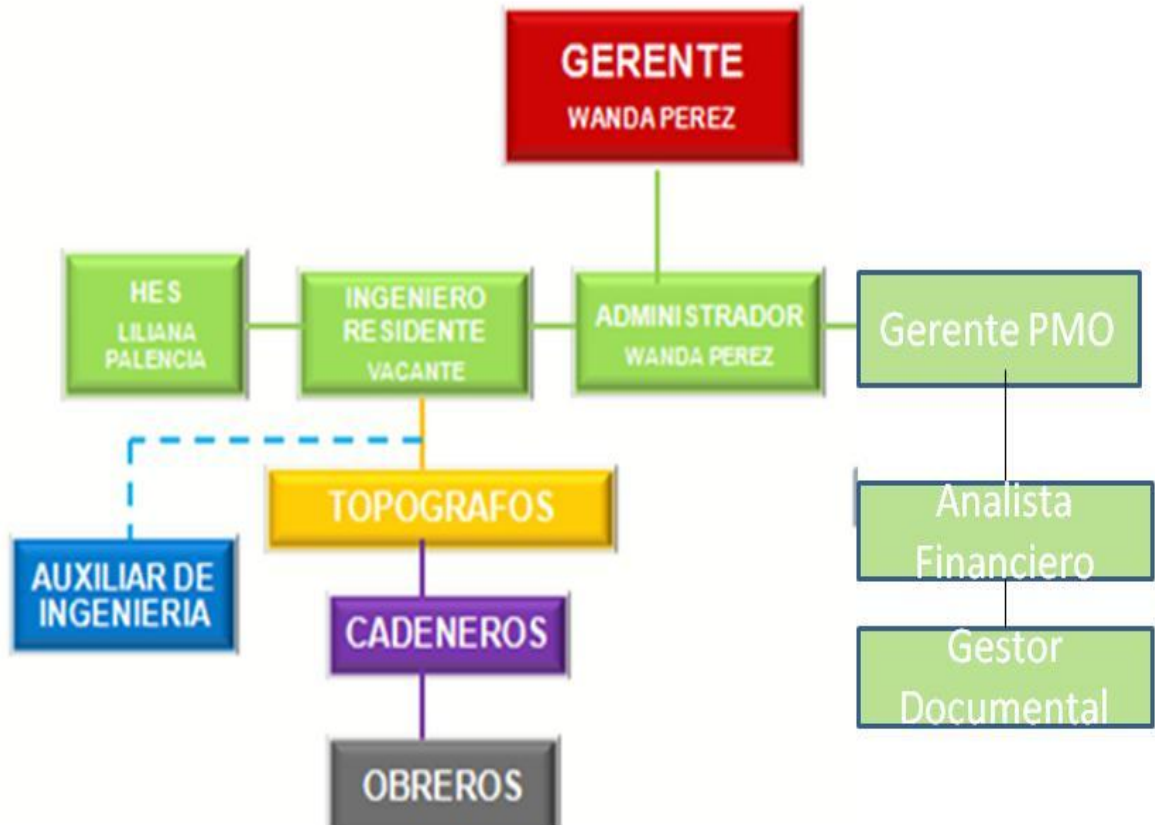 GERENTE
WANDA PEREZ
HES
LILIANA
PALENCIA
INGENIERO
RESIDENTE
VACANTE
ADMINISTRADOR
WANDA PEREZ
Gerente PMO
TOPOGRAFOS
Analista
Financiero
AUXILIAR DE
INGENIERIA
CADENEROS
Gestor
Documental
OBREROS